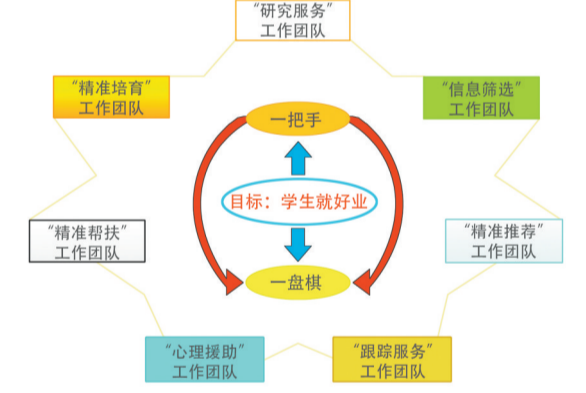 “研究服务”
工作团队
“精准培育”
工作团队
“信息筛选”
工作团队
一把手
目标：学生就好业
“精准帮扶”
工作团队
“精准推荐”
工作团队
一盘棋
“心理援助”
工作团队
“跟踪服务”
工作团队